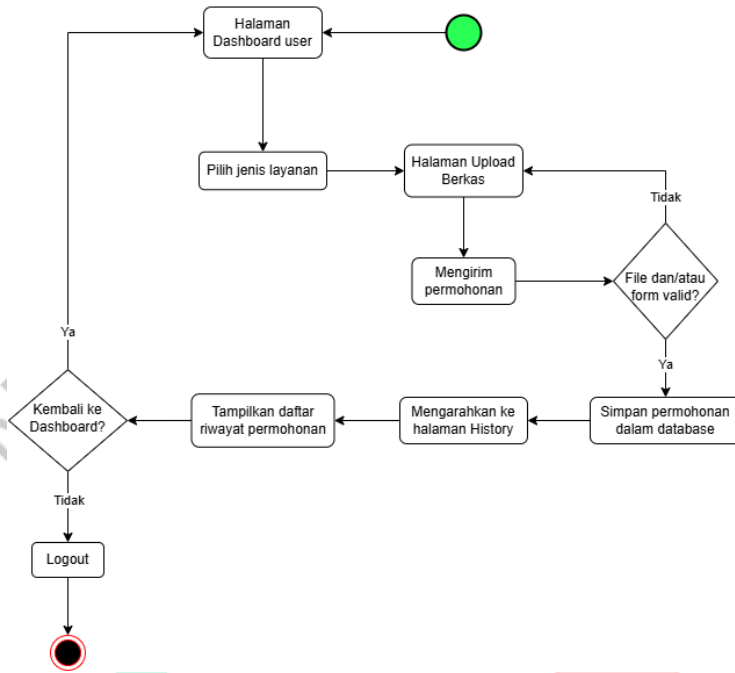 Halaman
Dashboard user
Pilih jenis layanan
Halaman Upload
Berkas
Tidak
Mengirim
permohonan
File dan/atau
form valid?
Ya
Simpan permohonan
dalam database
Mengarahkan ke
halaman History
Tampilkan daftar
riwayat permohonan
Kembali ke
Dashboard?
Ya
Tidak
Logout